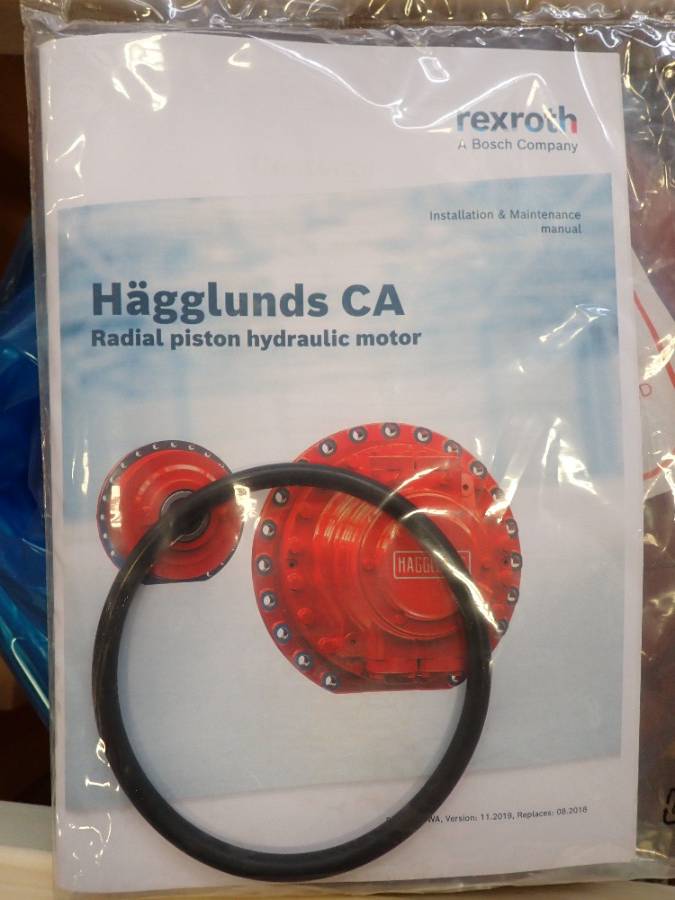 rexroth
A Bosch Company
Installation & Maintenance
manual
Hägglunds CA
Radial piston hydraulic motor
Version: 11.2019, Replaces: 08.2018
D